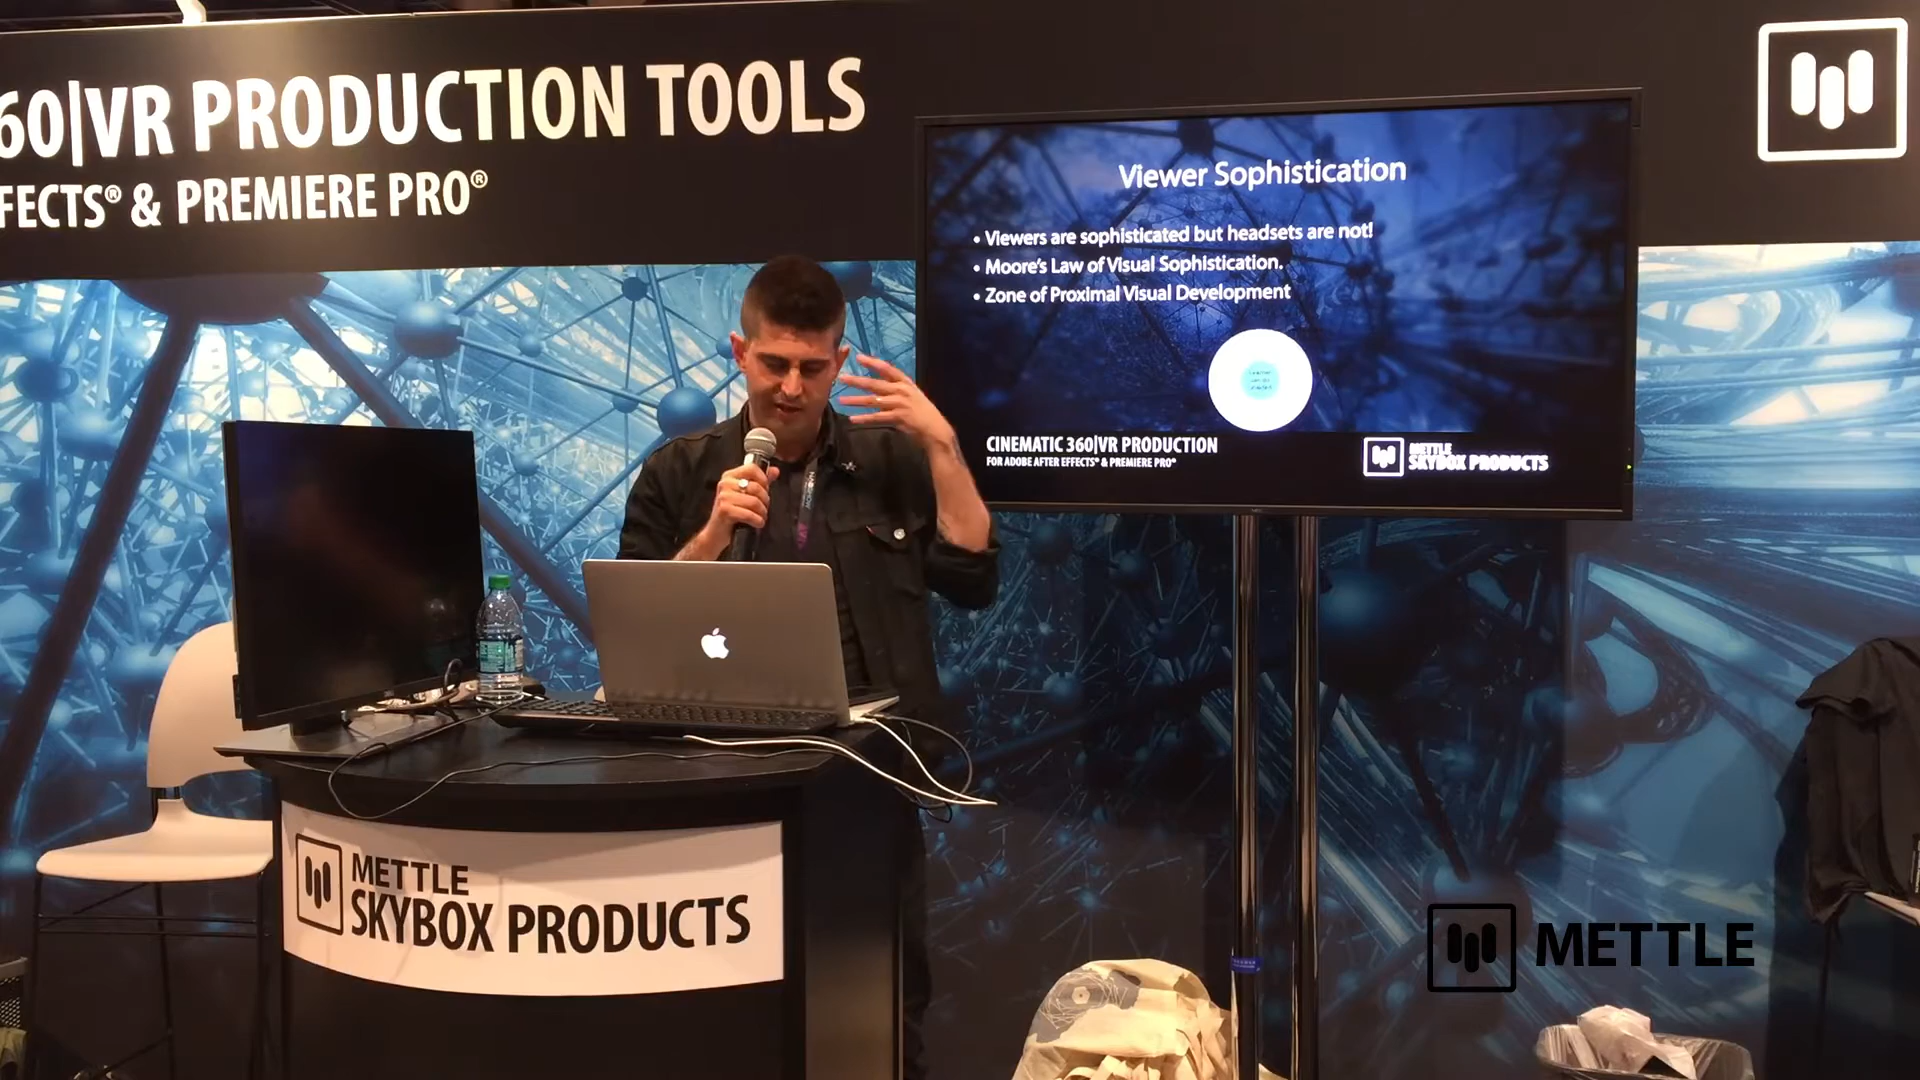 60|VR PRODUCTION TOOLS
FFECTS® & PREMIERE PRO®
Viewer Sophistication
• Viewers are sophisticated but headsets are not!
• Moore's Law of Visual Sophistication.
• Zone of Proximal Visual Development
CINEMATIC 360|VR PRODUCTION
FOR ADOBE AFTER EFFECTS® & PREMIERE PRO®
METTLE
SKYBOX PRODUCTS
METTLE
SKYBOX PRODUCTS
METTLE